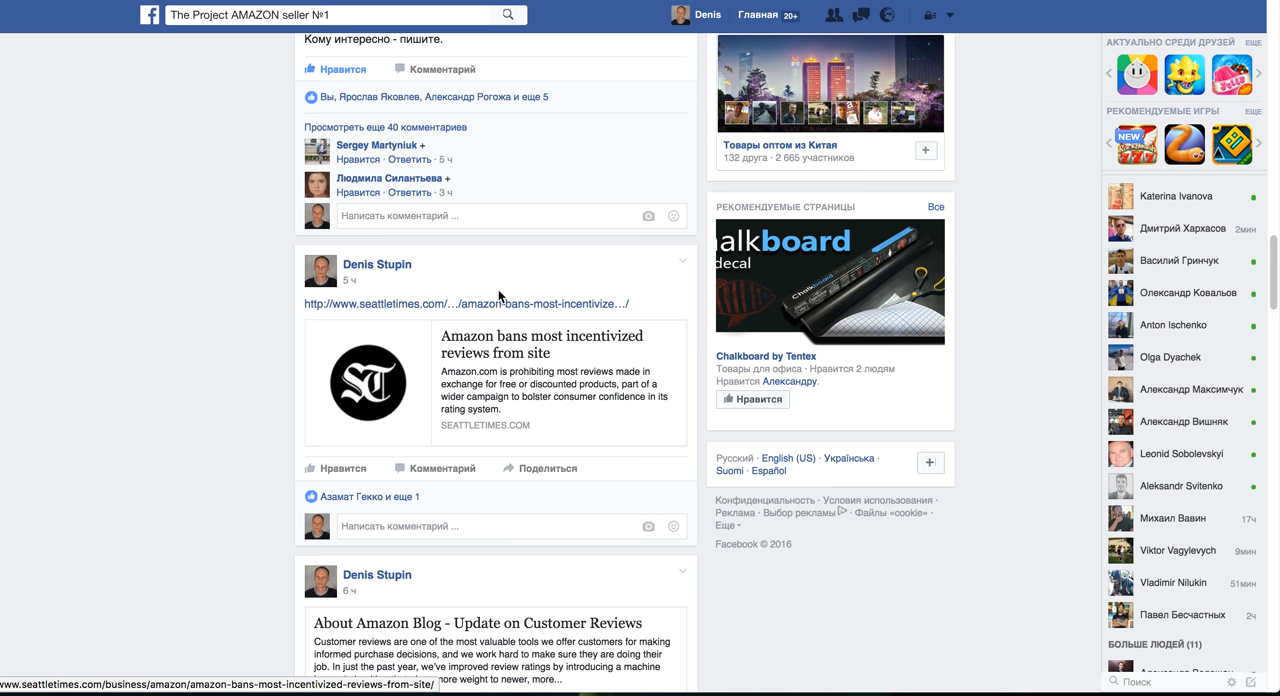 The Project AMAZON seller №1
Denis
Главная 20+
Кому интересно - пишите.
Нравится
Комментарий
Вы, Ярослав Яковлев, Александр Рогожа и еще 5
Просмотреть еще 40 комментариев
Sergey Martyniuk +
Нравится · Ответить · 5 ч
Людмила Силантьева +
Нравится · Ответить · 3 ч
Написать комментарий ...
Denis Stupin
5 ч
http://www.seattletimes.com/.../amazon-bans-most-incentivize.../
Amazon bans most incentivized
reviews from site
Amazon.com is prohibiting most reviews made in
exchange for free or discounted products, part of a
wider campaign to bolster consumer confidence in its
rating system.
SEATTLETIMES.COM
Нравится
Комментарий
Поделиться
Азамат Гекко и еще 1
Написать комментарий ...
Denis Stupin
6 ч
About Amazon Blog - Update on Customer Reviews
Customer reviews are one of the most valuable tools we offer customers for making
informed purchase decisions, and we work hard to make sure they are doing their
job. In just the past year, we've improved review ratings by introducing a machine
more weight to newer, more...
www.seattletimes.com/business/amazon/amazon-bans-most-incentivized-reviews-from-site/
Товары оптом из Китая
132 друга · 2 665 участников
РЕКОМЕНДУЕМЫЕ СТРАНИЦЫ
Все
alkboard
decal
Chalkboard
Chalkboard by Tentex
Товары для офиса · Нравится 2 людям
Нравится Александру.
Нравится
Русский · English (US) · Українська ·
Suomi · Español
Конфиденциальность · Условия использования ·
Реклама · Выбор рекламы · Файлы «cookie» ·
Еще
Facebook © 2016
АКТУАЛЬНО СРЕДИ ДРУЗЕЙ
ЕЩЕ
РЕКОМЕНДУЕМЫЕ ИГРЫ
ЕЩЕ
NEW
777
Katerina Ivanova
Дмитрий Хархасов 2мин
Василий Гринчук
Олександр Ковальов
Anton Ischenko
Olga Dyachek
Александр Максимчук
Александр Вишняк
Leonid Sobolevskyi
Aleksandr Svitenko
Михаил Вавин 17ч
Viktor Vagylevych 9мин
Vladimir Nilukin 51мин
Павел Бесчастных 2ч
БОЛЬШЕ ЛЮДЕЙ (11)
Поиск